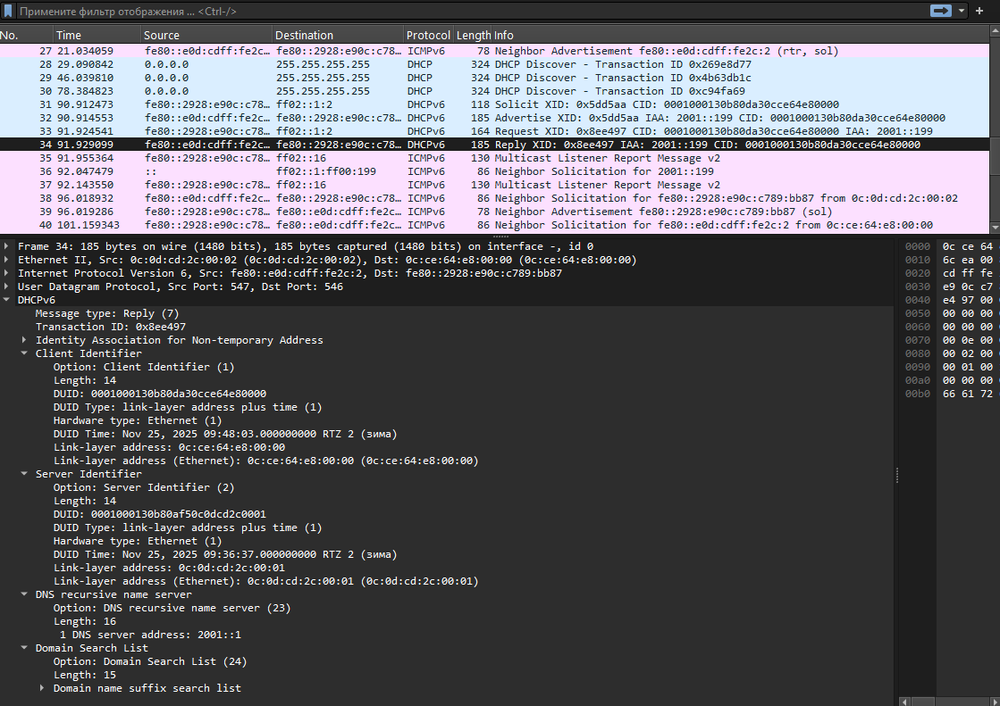 Примените фильтр отображения ... <Ctrl-/>
No. Time Source Destination Protocol Length Info
27 21.034059 fe80::e0d:cdff:fe2c… fe80::2928:e90c:c78… ICMPv6 78 Neighbor Advertisement fe80::e0d:cdff:fe2c:2 (rtr, sol)
28 29.090842 0.0.0.0 255.255.255.255 DHCP 324 DHCP Discover - Transaction ID 0x269e8d77
29 46.039810 0.0.0.0 255.255.255.255 DHCP 324 DHCP Discover - Transaction ID 0x4b63db1c
30 78.384823 0.0.0.0 255.255.255.255 DHCP 324 DHCP Discover - Transaction ID 0xc94fa69
31 90.912473 fe80::2928:e90c:c78… ff02::1:2 DHCPv6 118 Solicit XID: 0x5dd5aa CID: 0001000130b80da30cce64e80000
32 90.914553 fe80::e0d:cdff:fe2c… fe80::2928:e90c:c78… DHCPv6 185 Advertise XID: 0x5dd5aa IAA: 2001::199 CID: 0001000130b80da30cce64e80000
33 91.924541 fe80::2928:e90c:c78… ff02::1:2 DHCPv6 164 Request XID: 0x8ee497 CID: 0001000130b80da30cce64e80000 IAA: 2001::199
34 91.929099 fe80::e0d:cdff:fe2c… fe80::2928:e90c:c78… DHCPv6 185 Reply XID: 0x8ee497 IAA: 2001::199 CID: 0001000130b80da30cce64e80000
35 91.955364 fe80::2928:e90c:c78… ff02::16 ICMPv6 130 Multicast Listener Report Message v2
36 92.047479 :: ff02::1:ff00:199 ICMPv6 86 Neighbor Solicitation for 2001::199
37 92.143550 fe80::2928:e90c:c78… ff02::16 ICMPv6 130 Multicast Listener Report Message v2
38 96.018932 fe80::e0d:cdff:fe2c… fe80::2928:e90c:c78… ICMPv6 86 Neighbor Solicitation for fe80::2928:e90c:c789:bb87 from 0c:0d:cd:2c:00:02
39 96.019286 fe80::2928:e90c:c78… fe80::e0d:cdff:fe2c… ICMPv6 78 Neighbor Advertisement fe80::2928:e90c:c789:bb87 (sol)
40 101.159343 fe80::2928:e90c:c78… fe80::e0d:cdff:fe2c… ICMPv6 86 Neighbor Solicitation for fe80::e0d:cdff:fe2c:2 from 0c:ce:64:e8:00:00
Frame 34: 185 bytes on wire (1480 bits), 185 bytes captured (1480 bits) on interface -, id 0
Ethernet II, Src: 0c:0d:cd:2c:00:02 (0c:0d:cd:2c:00:02), Dst: 0c:ce:64:e8:00:00 (0c:ce:64:e8:00:00)
Internet Protocol Version 6, Src: fe80::e0d:cdff:fe2c:2, Dst: fe80::2928:e90c:c789:bb87
User Datagram Protocol, Src Port: 547, Dst Port: 546
DHCPv6
Message type: Reply (7)
Transaction ID: 0x8ee497
Identity Association for Non-temporary Address
Client Identifier
Option: Client Identifier (1)
Length: 14
DUID: 0001000130b80da30cce64e80000
DUID Type: link-layer address plus time (1)
Hardware type: Ethernet (1)
DUID Time: Nov 25, 2025 09:48:03.000000000 RTZ 2 (зима)
Link-layer address: 0c:ce:64:e8:00:00
Link-layer address (Ethernet): 0c:ce:64:e8:00:00 (0c:ce:64:e8:00:00)
Server Identifier
Option: Server Identifier (2)
Length: 14
DUID: 0001000130b80af50c0dcd2c0001
DUID Type: link-layer address plus time (1)
Hardware type: Ethernet (1)
DUID Time: Nov 25, 2025 09:36:37.000000000 RTZ 2 (зима)
Link-layer address: 0c:0d:cd:2c:00:01
Link-layer address (Ethernet): 0c:0d:cd:2c:00:01 (0c:0d:cd:2c:00:01)
DNS recursive name server
Option: DNS recursive name server (23)
Length: 16
1 DNS server address: 2001::1
Domain Search List
Option: Domain Search List (24)
Length: 15
Domain name suffix search list
0000 0c ce 64
0010 6c ea 00
0020 cd ff fe
0030 e9 0c c7
0040 e4 97 00
0050 00 00 00
0060 00 00 00
0070 00 0e 00
0080 00 02 00
0090 00 01 00
00a0 00 00 00
00b0 66 61 72